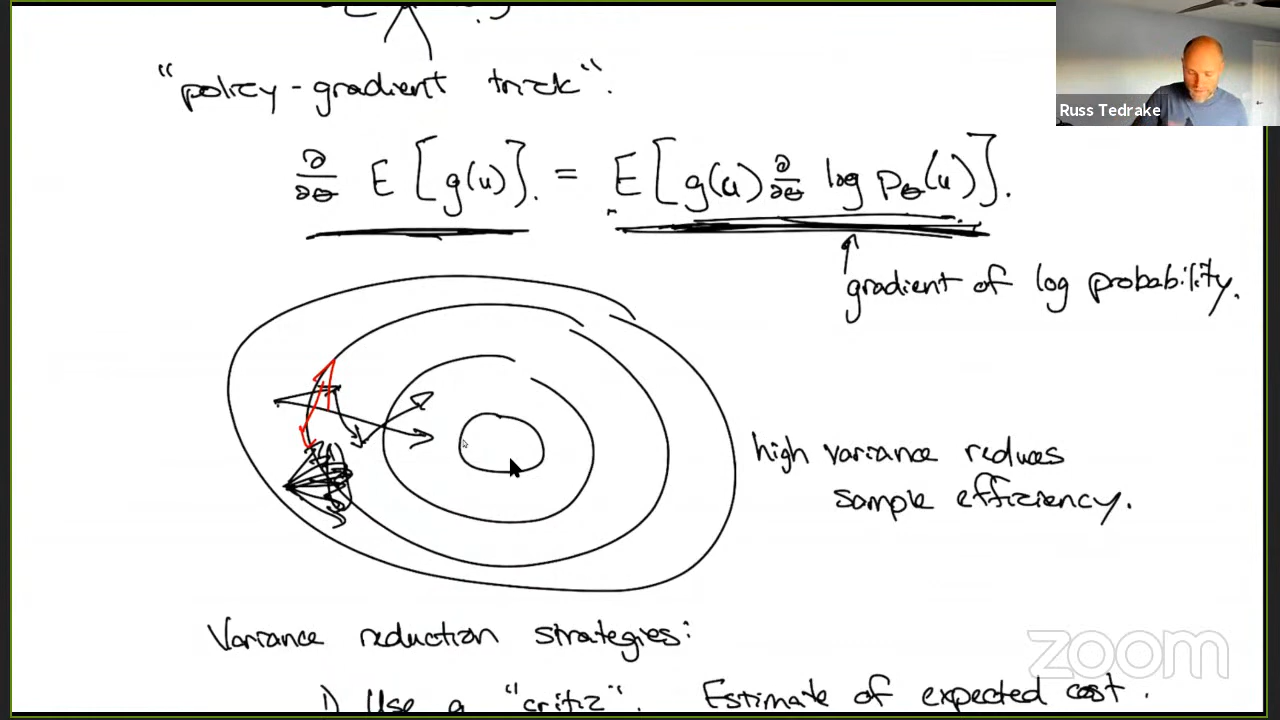 "policy-gradient trick".
Russ Tedrake
∂/∂θ E[g(u)]. = E[g(u) ∂/∂θ log pθ(u)].
gradient of log probability.
high variance reduces
sample efficiency.
Variance reduction strategies:
1) Use a "critic". Estimate of expected cost.
zoom